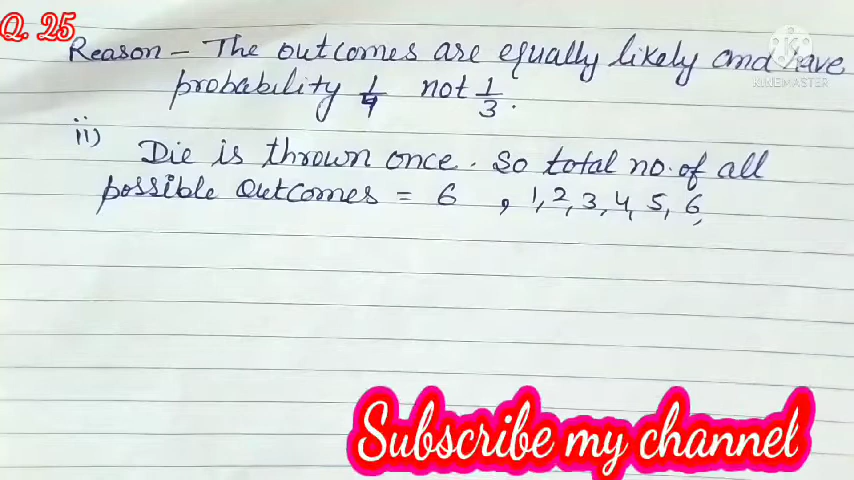 Q. 25
Reason - The outcomes are equally likely and have
probability 1/4 not 1/3.
ii)
Die is thrown once. So total no. of all
possible outcomes = 6 , 1, 2, 3, 4, 5, 6,
KINEMASTER
Subscribe my channel